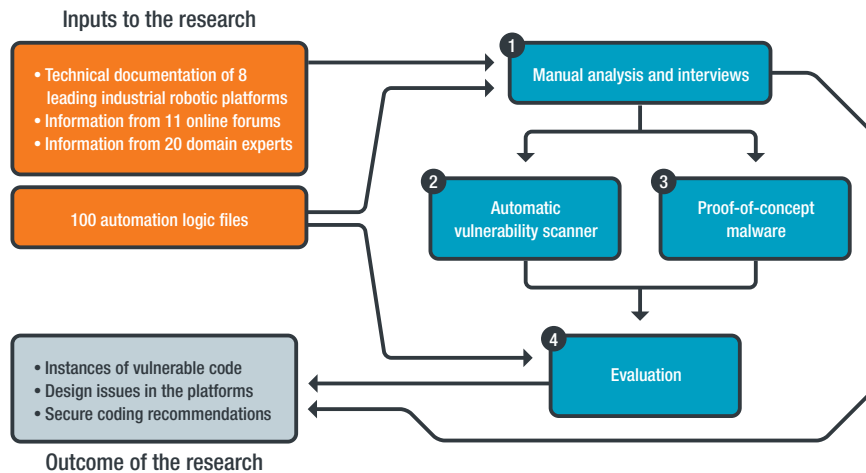 Inputs to the research
• Technical documentation of 8
leading industrial robotic platforms
• Information from 11 online forums
• Information from 20 domain experts
100 automation logic files
1
Manual analysis and interviews
2
Automatic
vulnerability scanner
3
Proof-of-concept
malware
4
Evaluation
• Instances of vulnerable code
• Design issues in the platforms
• Secure coding recommendations
Outcome of the research